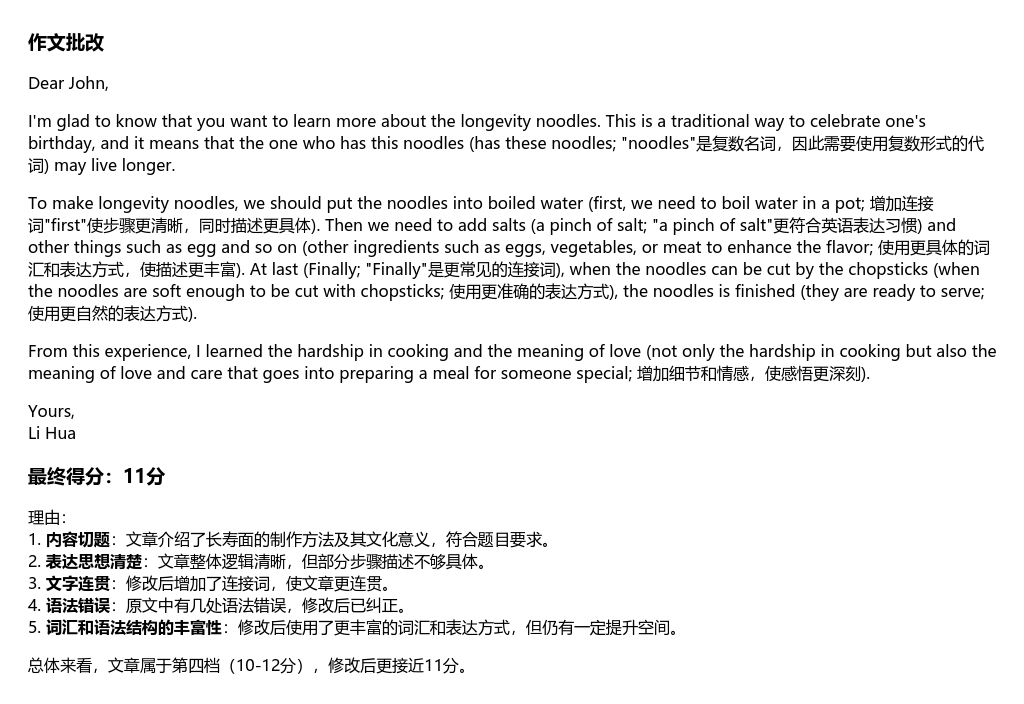 作文批改
Dear John,
I'm glad to know that you want to learn more about the longevity noodles. This is a traditional way to celebrate one's
birthday, and it means that the one who has this noodles (has these noodles; "noodles"是复数名词，因此需要使用复数形式的代
词) may live longer.
To make longevity noodles, we should put the noodles into boiled water (first, we need to boil water in a pot; 增加连接
词"first"使步骤更清晰，同时描述更具体). Then we need to add salts (a pinch of salt; "a pinch of salt"更符合英语表达习惯) and
other things such as egg and so on (other ingredients such as eggs, vegetables, or meat to enhance the flavor; 使用更具体的词
汇和表达方式，使描述更丰富). At last (Finally; "Finally"是更常见的连接词), when the noodles can be cut by the chopsticks (when
the noodles are soft enough to be cut with chopsticks; 使用更准确的表达方式), the noodles is finished (they are ready to serve;
使用更自然的表达方式).
From this experience, I learned the hardship in cooking and the meaning of love (not only the hardship in cooking but also the
meaning of love and care that goes into preparing a meal for someone special; 增加细节和情感，使感悟更深刻).
Yours,
Li Hua
最终得分：11分
理由：
1. 内容切题：文章介绍了长寿面的制作方法及其文化意义，符合题目要求。
2. 表达思想清楚：文章整体逻辑清晰，但部分步骤描述不够具体。
3. 文字连贯：修改后增加了连接词，使文章更连贯。
4. 语法错误：原文中有几处语法错误，修改后已纠正。
5. 词汇和语法结构的丰富性：修改后使用了更丰富的词汇和表达方式，但仍有一定提升空间。
总体来看，文章属于第四档（10-12分），修改后更接近11分。